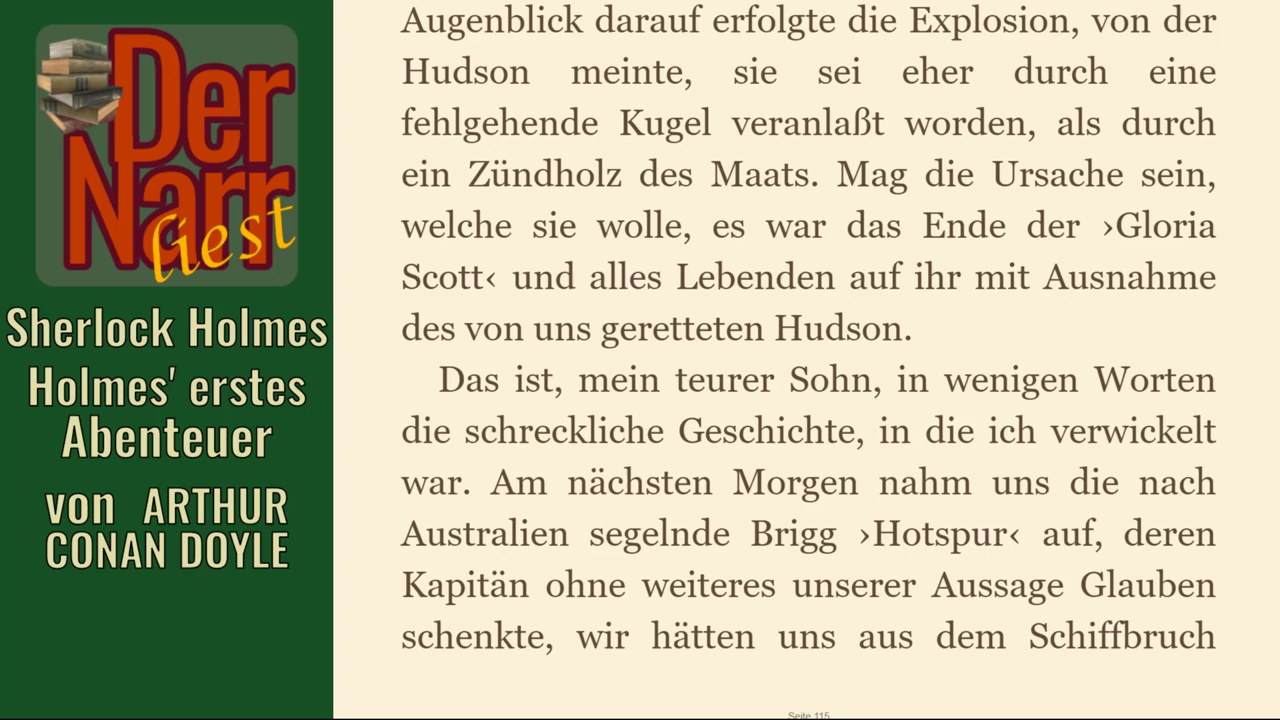 Der
Narr
liest
Sherlock Holmes
Holmes' erstes
Abenteuer
von ARTHUR
CONAN DOYLE
Augenblick darauf erfolgte die Explosion, von der
Hudson meinte, sie sei eher durch eine
fehlgehende Kugel veranlaßt worden, als durch
ein Zündholz des Maats. Mag die Ursache sein,
welche sie wolle, es war das Ende der ›Gloria
Scott‹ und alles Lebenden auf ihr mit Ausnahme
des von uns geretteten Hudson.
Das ist, mein teurer Sohn, in wenigen Worten
die schreckliche Geschichte, in die ich verwickelt
war. Am nächsten Morgen nahm uns die nach
Australien segelnde Brigg ›Hotspur‹ auf, deren
Kapitän ohne weiteres unserer Aussage Glauben
schenkte, wir hätten uns aus dem Schiffbruch
Seite 115